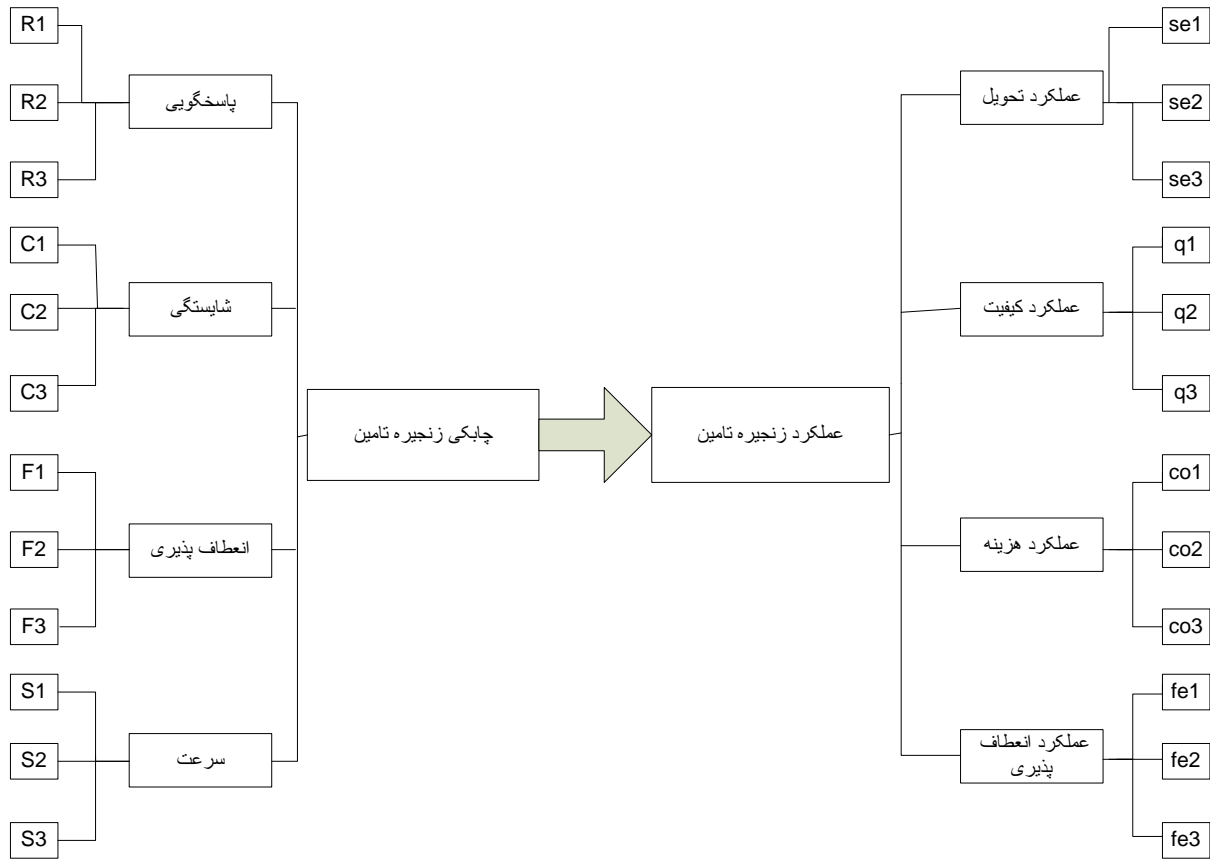 R1
R2
R3
C1
C2
C3
F1
F2
F3
S1
S2
S3
پاسخگویی
شایستگی
انعطاف پذیری
سرعت
چابکی زنجیره تامین
عملکرد زنجیره تامین
عملکرد تحویل
عملکرد کیفیت
عملکرد هزینه
عملکرد انعطاف
پذیری
se1
se2
se3
q1
q2
q3
co1
co2
co3
fe1
fe2
fe3